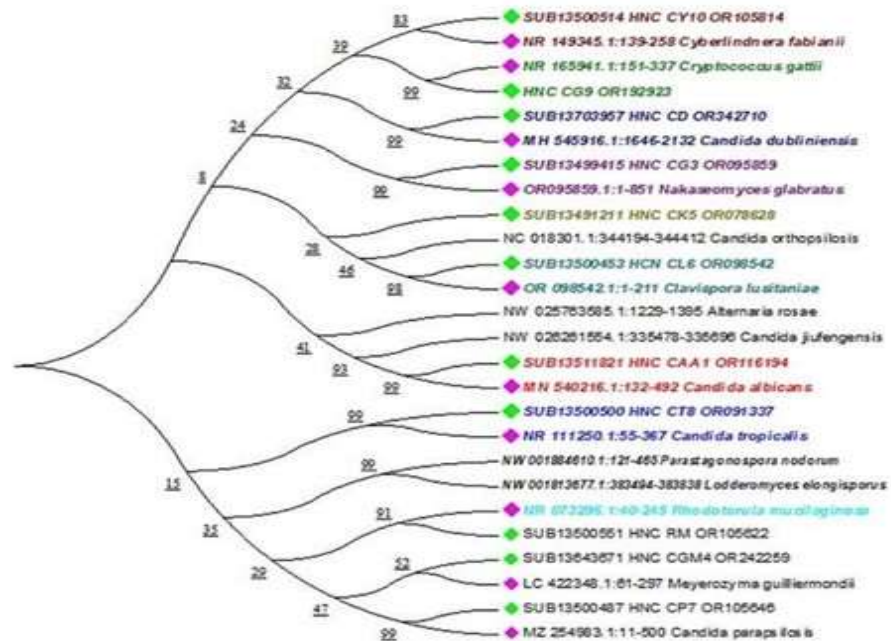 SUB13500514 HNC CY10 OR105814
83
NR 149345.1:139-258 Cyberlindnera fabianii
39
NR 165941.1:151-337 Cryptococcus gattii
99
HNC CG9 OR192923
32
SUB13703957 HNC CD OR342710
24
99
MH 545916.1:1646-2132 Candida dubliniensis
SUB13499415 HNC CG3 OR095859
8
99
OR095859.1:1-851 Nakaseomyces glabratus
SUB13491211 HNC CK5 OR078628
28
NC 018301.1:344194-344412 Candida orthopsilosis
46
SUB13500453 HCN CL6 OR098542
98
OR 098542.1:1-211 Clavispora lusitaniae
NW 025763585.1:1229-1395 Alternaria rosae
41
NW 026261554.1:335478-335696 Candida jiufengensis
93
SUB13511821 HNC CAA1 OR116194
99
MN 540216.1:132-492 Candida albicans
99
SUB13500500 HNC CT8 OR091337
NR 111250.1:55-367 Candida tropicalis
15
99
NW 001884610.1:121-465 Parastagonospora nodorum
NW 001813677.1:383494-383838 Lodderomyces elongisporus
35
91
NR 073296.1:40-245 Rhodotorula mucilaginosa
SUB13500551 HNC RM OR105622
29
52
SUB13643671 HNC CGM4 OR242259
LC 422348.1:61-297 Meyerozyma guilliermondii
47
SUB13500487 HNC CP7 OR105646
99
MZ 254983.1:11-500 Candida parapsilosis